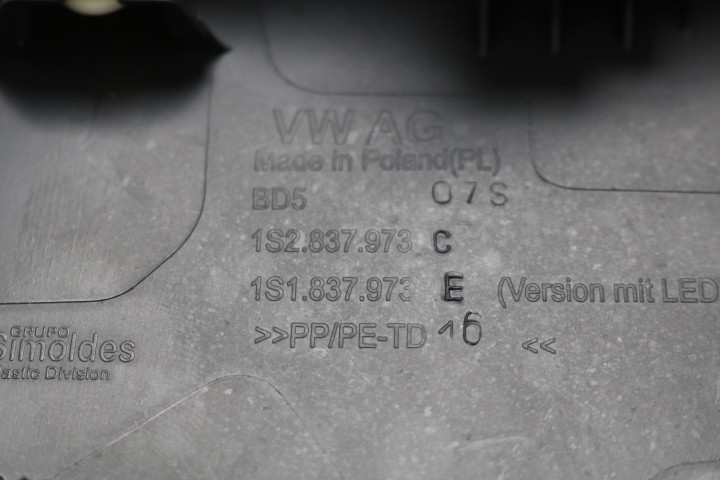 VW AG
Made in Poland(PL)
BD5 07S
1S2.837.973 C
1S1.837.973 E (Version mit LED)
>>PP/PE-TD 16 <<
GRUPO
Simoldes
Plastic Division